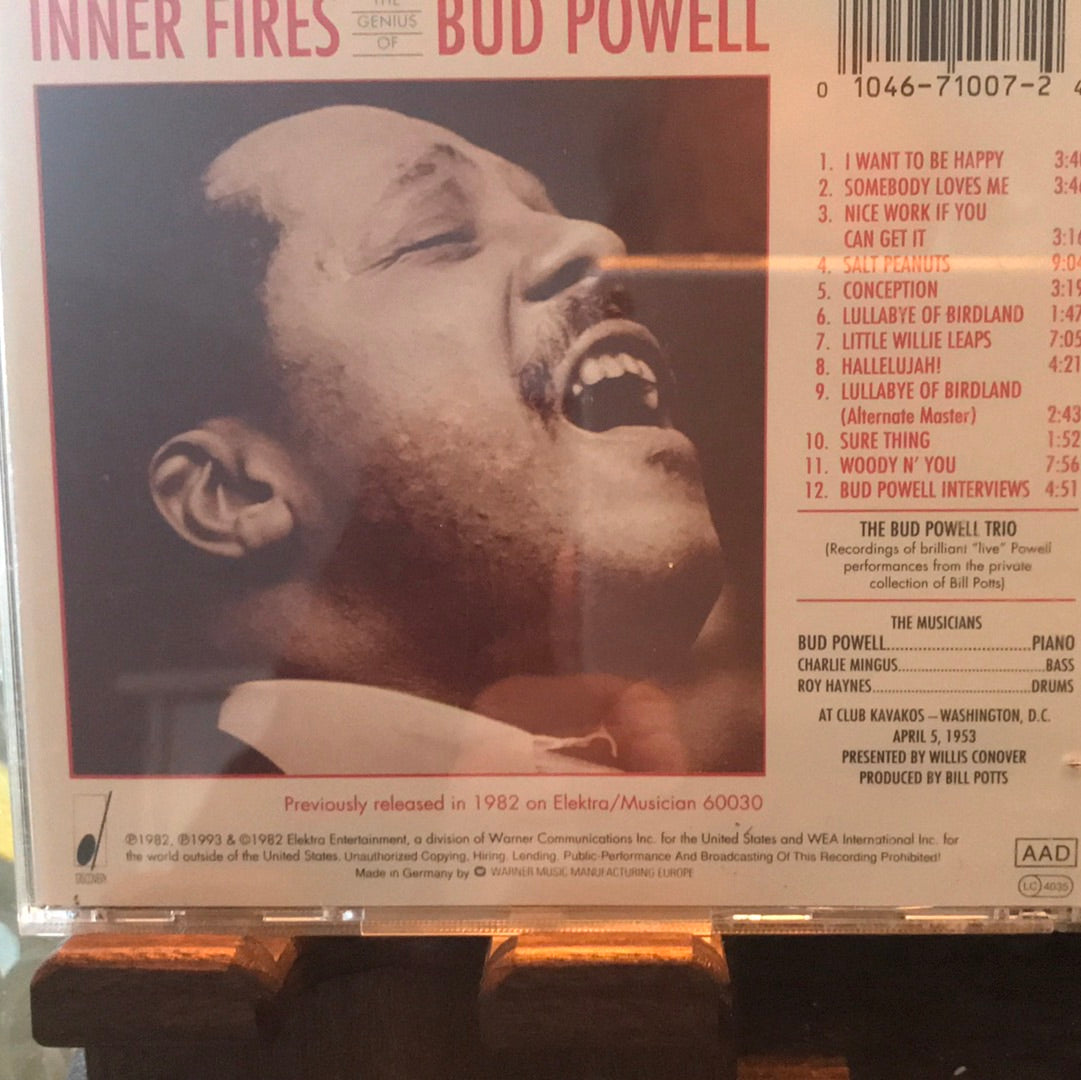 INNER FIRES THE GENIUS OF BUD POWELL
0 1046-71007-2 4
1. I WANT TO BE HAPPY
2. SOMEBODY LOVES ME
3. NICE WORK IF YOU
CAN GET IT
4. SALT PEANUTS 9:04
5. CONCEPTION 3:19
6. LULLABYE OF BIRDLAND 1:47
7. LITTLE WILLIE LEAPS 7:05
8. HALLELUJAH! 4:21
9. LULLABYE OF BIRDLAND
(Alternate Master) 2:43
10. SURE THING 1:52
11. WOODY N' YOU 7:56
12. BUD POWELL INTERVIEWS 4:51
THE BUD POWELL TRIO
(Recordings of brilliant "live" Powell
performances from the private
collection of Bill Potts)
THE MUSICIANS
BUD POWELL..............................PIANO
CHARLIE MINGUS..............................BASS
ROY HAYNES..............................DRUMS
AT CLUB KAVAKOS – WASHINGTON, D.C.
APRIL 5, 1953
PRESENTED BY WILLIS CONOVER
PRODUCED BY BILL POTTS
Previously released in 1982 on Elektra/Musician 60030
℗1982, ℗1993 & ©1982 Elektra Entertainment, a division of Warner Communications Inc. for the United States and WEA International Inc. for
the world outside of the United States. Unauthorized Copying, Hiring, Lending, Public Performance And Broadcasting Of This Recording Prohibited!
Made in Germany by WARNER MUSIC MANUFACTURING EUROPE
DISCOVERY
AAD
LC 4035